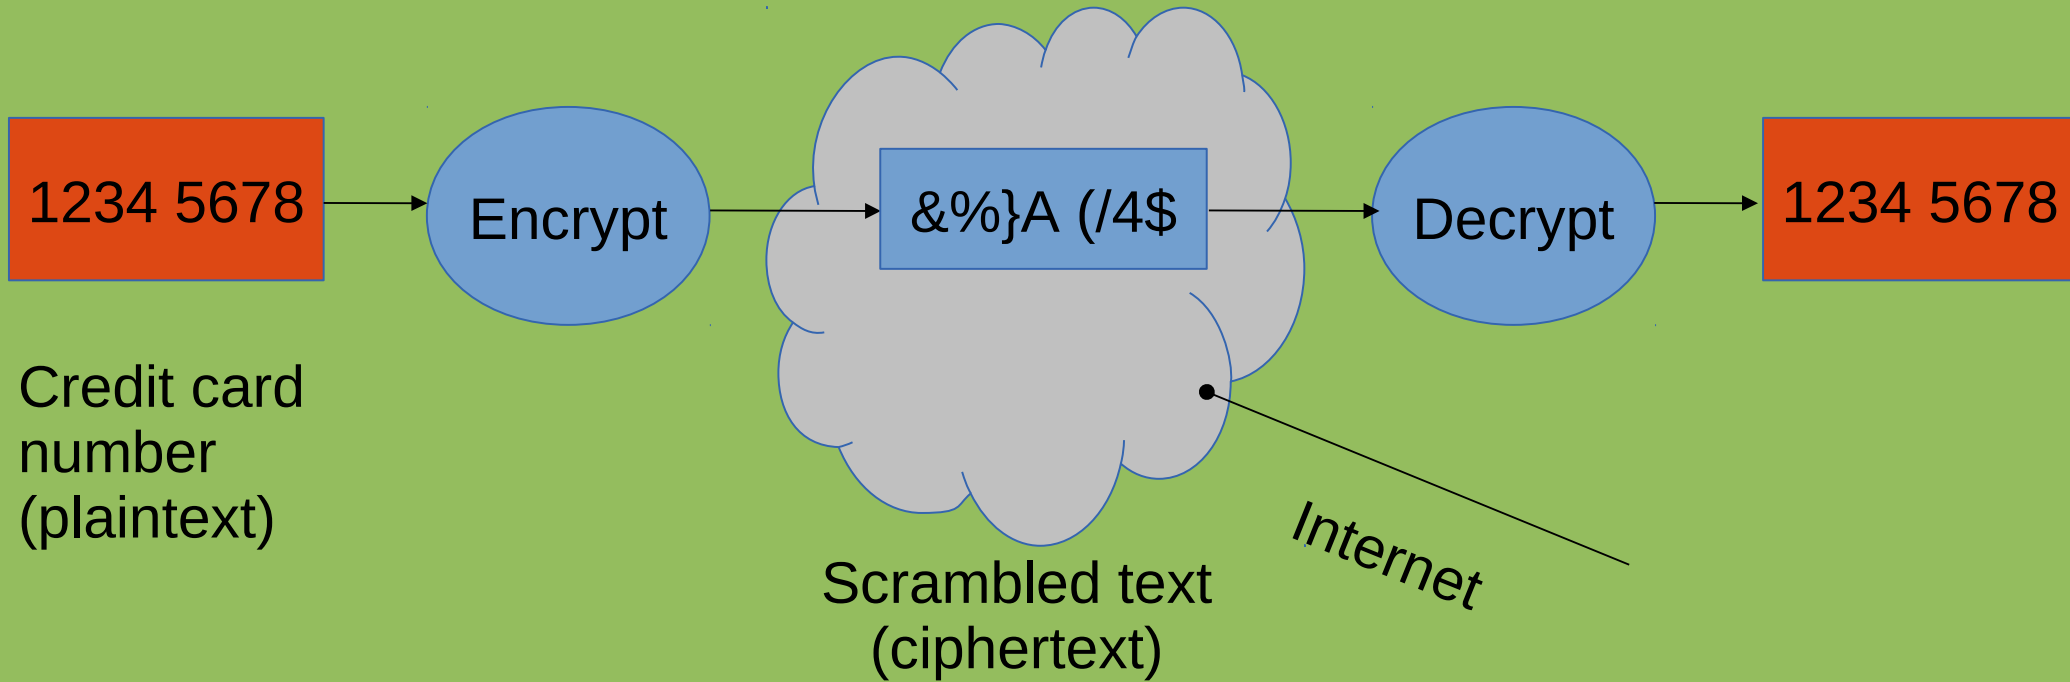 1234 5678
Encrypt
&%}A (/4$
Decrypt
1234 5678
Credit card
number
(plaintext)
Internet
Scrambled text
(ciphertext)